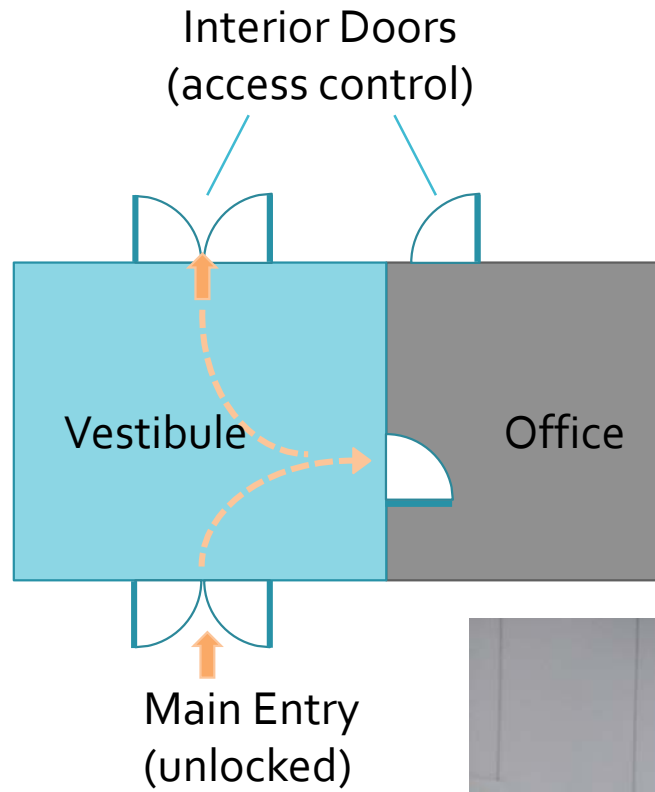 Interior Doors
(access control)
Vestibule
Office
Main Entry
(unlocked)